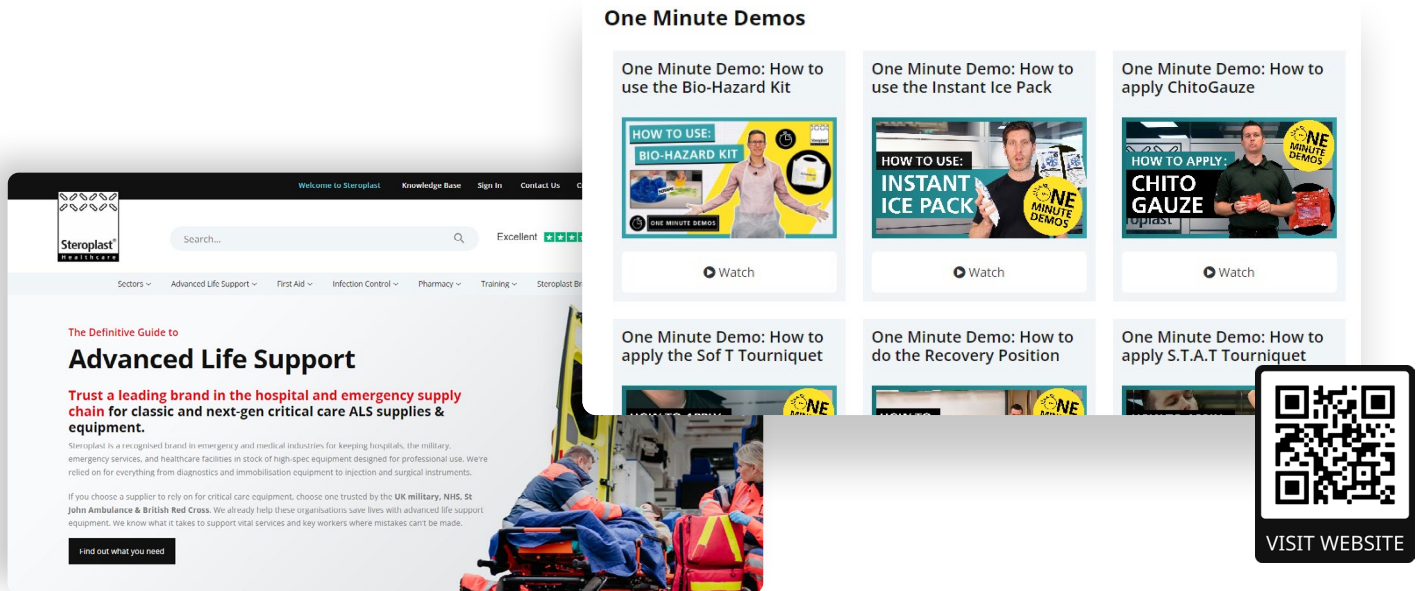 One Minute Demos
One Minute Demo: How to
use the Bio-Hazard Kit
One Minute Demo: How to
use the Instant Ice Pack
One Minute Demo: How to
apply ChitoGauze
HOW TO USE:
BIO-HAZARD KIT
ONE MINUTE DEMOS
HOW TO USE:
INSTANT
ICE PACK
ONE
MINUTE
DEMOS
HOW TO APPLY:
CHITO
GAUZE
ONE
MINUTE
DEMOS
Watch
Watch
Watch
One Minute Demo: How to
apply the Sof T Tourniquet
One Minute Demo: How to
do the Recovery Position
One Minute Demo: How to
apply S.T.A.T Tourniquet
Welcome to Steroplast
Knowledge Base
Sign In
Contact Us
Steroplast®
Healthcare
Search...
Excellent
Sectors
Advanced Life Support
First Aid
Infection Control
Pharmacy
Training
Steroplast
The Definitive Guide to
Advanced Life Support
Trust a leading brand in the hospital and emergency supply
chain for classic and next-gen critical care ALS supplies &
equipment.
Steroplast is a recognised brand in emergency and medical industries for keeping hospitals, the military,
emergency services, and healthcare facilities in stock of high-spec equipment designed for professional use. We're
relied on for everything from diagnostics and immobilisation equipment to injection and surgical instruments.
If you choose a supplier to rely on for critical care equipment, choose one trusted by the UK military, NHS, St
John Ambulance & British Red Cross. We already help these organisations save lives with advanced life support
equipment. We know what it takes to support vital services and key workers where mistakes can't be made.
Find out what you need
VISIT WEBSITE